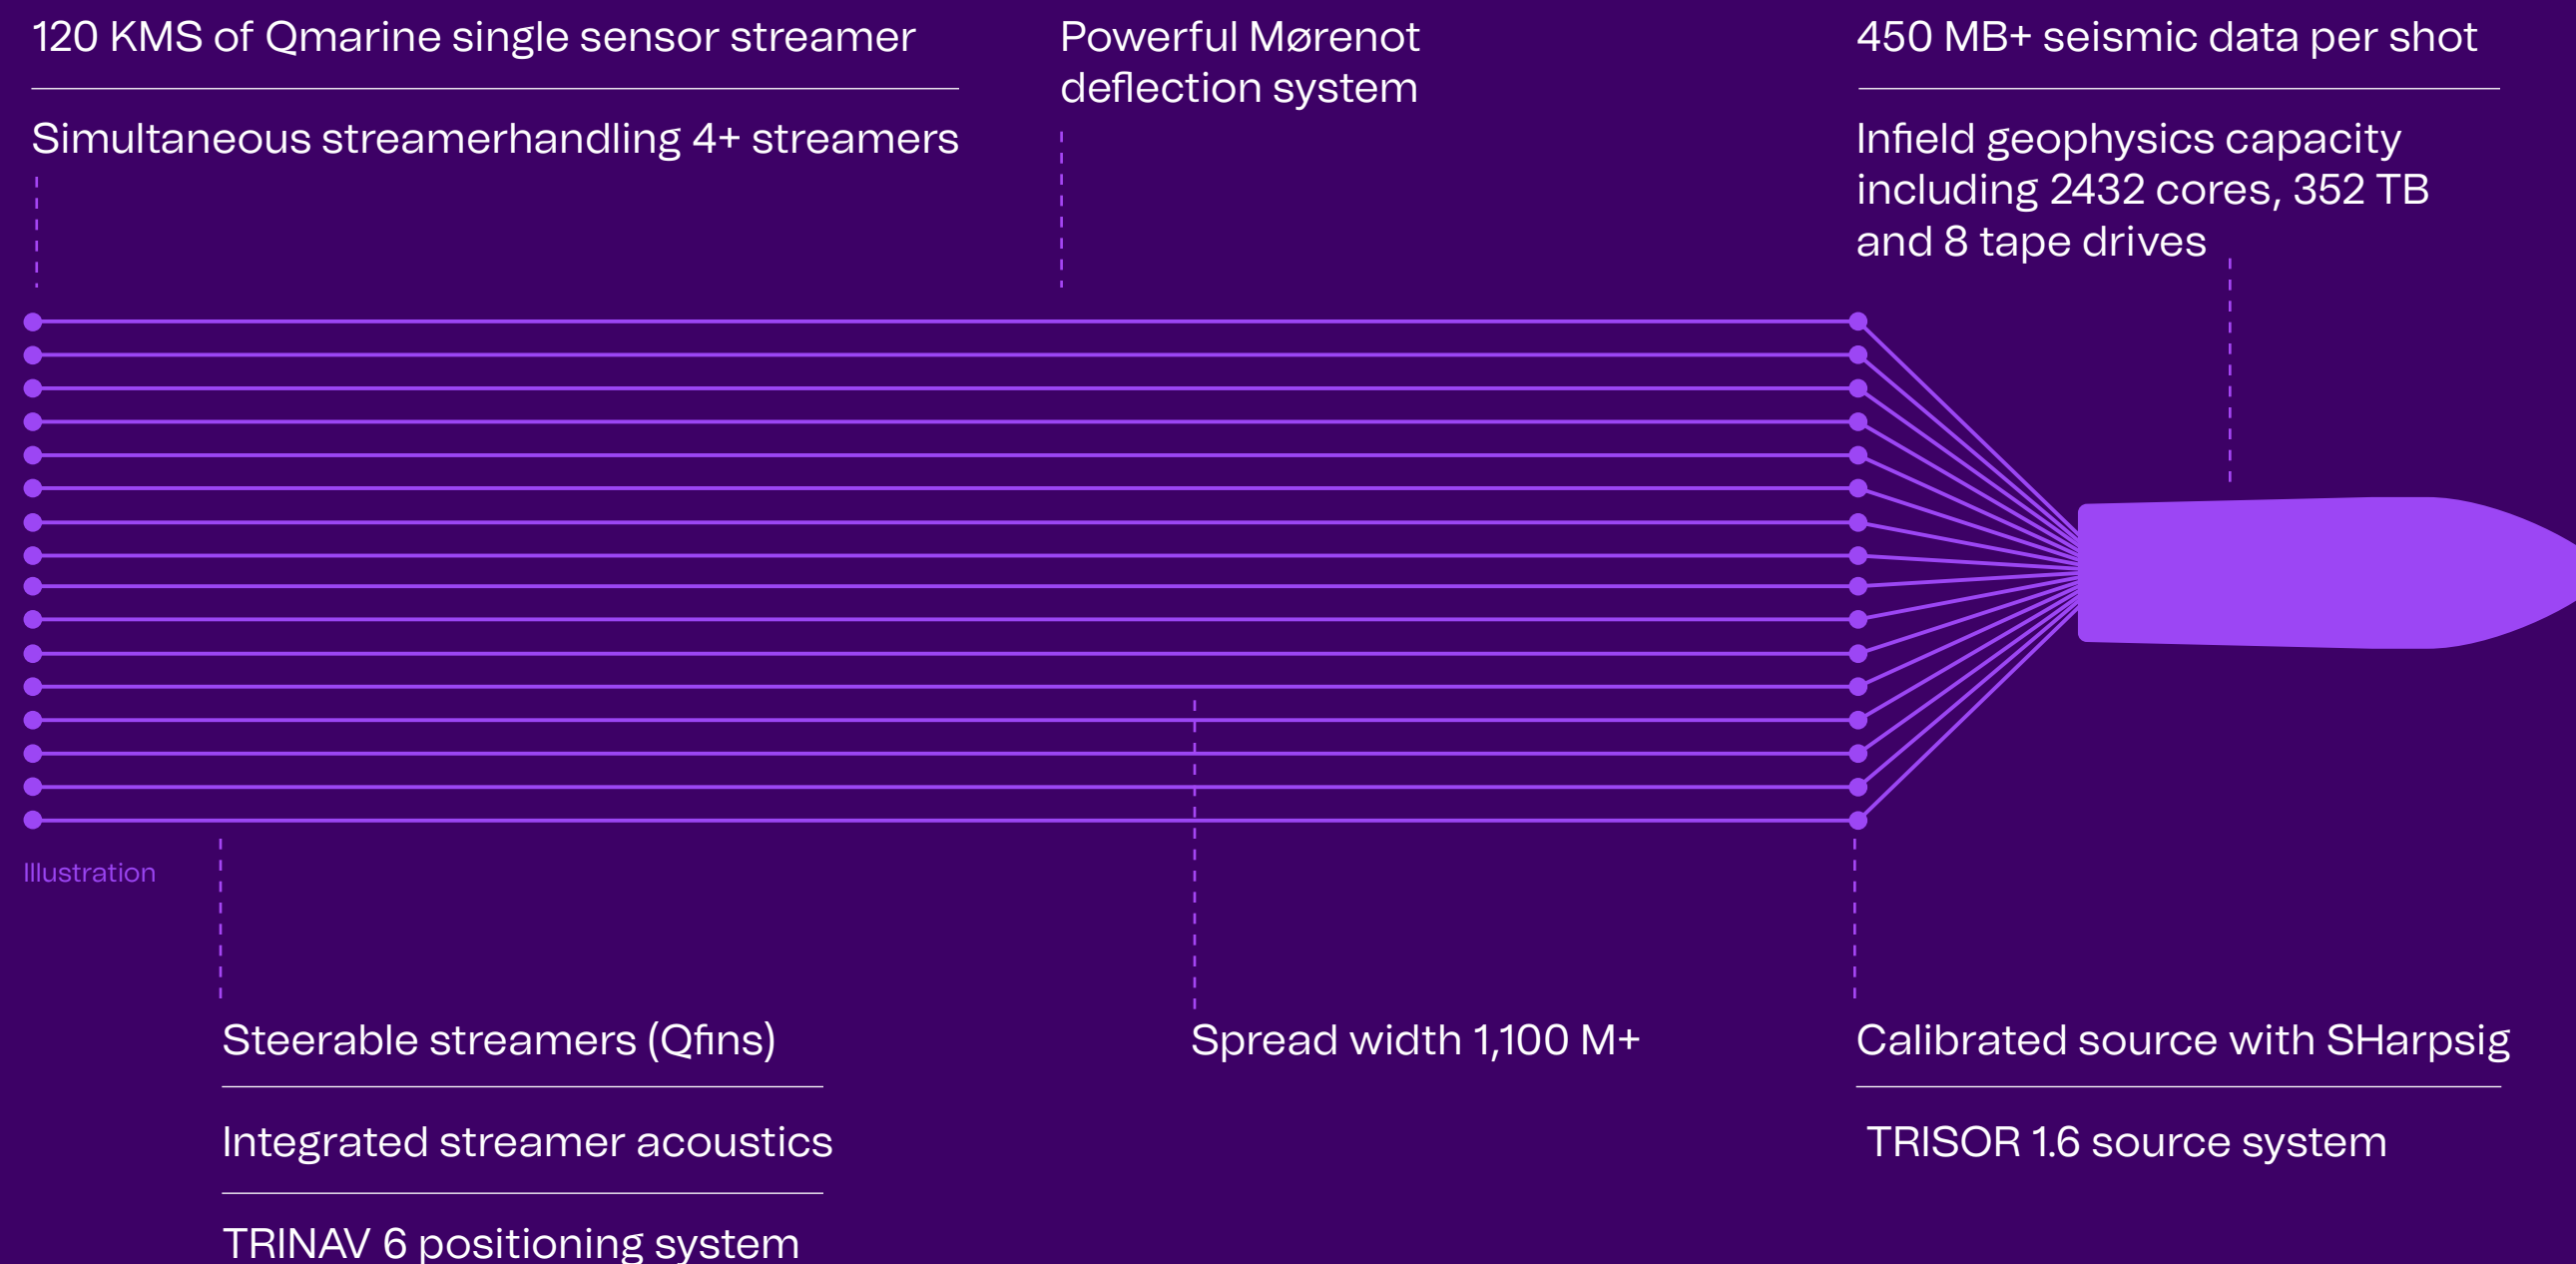 120 KMS of Qmarine single sensor streamer
Simultaneous streamerhandling 4+ streamers
Powerful Mørenot
deflection system
450 MB+ seismic data per shot
Infield geophysics capacity
including 2432 cores, 352 TB
and 8 tape drives
Illustration
Steerable streamers (Qfins)
Integrated streamer acoustics
TRINAV 6 positioning system
Spread width 1,100 M+
Calibrated source with SHarpsig
TRISOR 1.6 source system